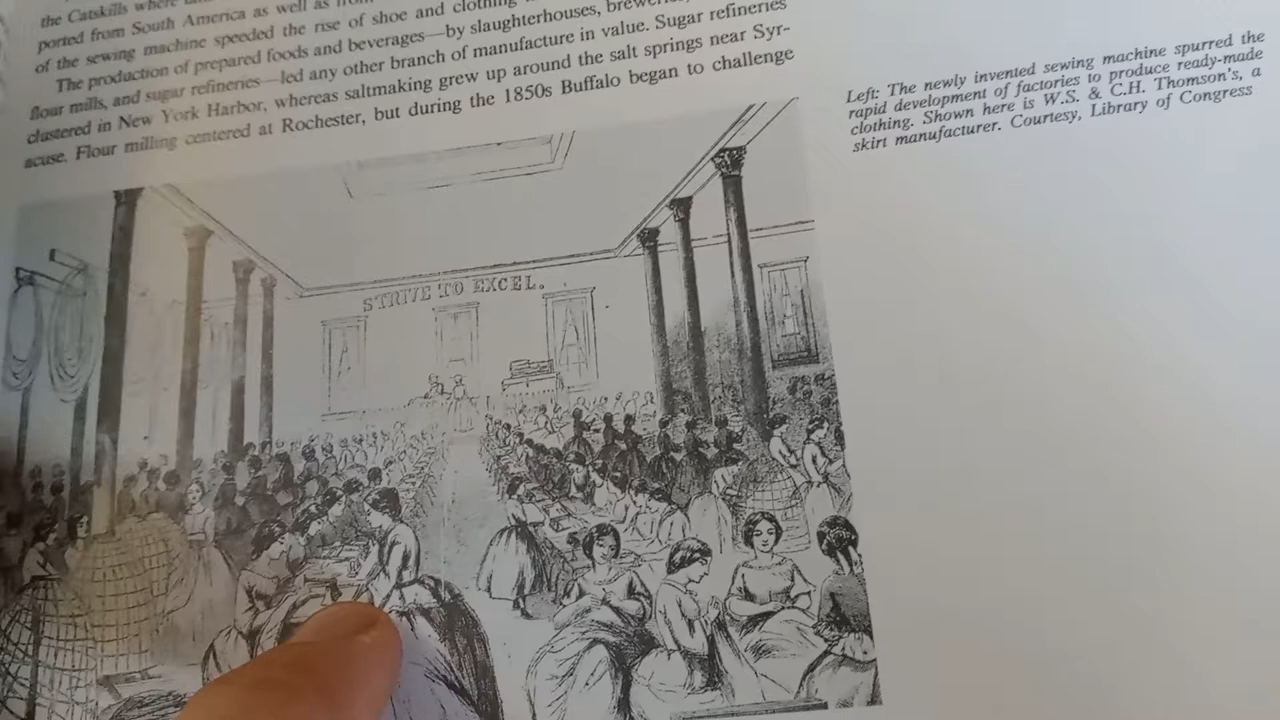 the Catskills where
ported from South America as well as from
of the sewing machine speeded the rise of shoe and clothing
The production of prepared foods and beverages—by slaughterhouses, breweries,
flour mills, and sugar refineries—led any other branch of manufacture in value. Sugar refineries
clustered in New York Harbor, whereas saltmaking grew up around the salt springs near Syr-
acuse. Flour milling centered at Rochester, but during the 1850s Buffalo began to challenge
Left: The newly invented sewing machine spurred the
rapid development of factories to produce ready-made
clothing. Shown here is W.S. & C.H. Thomson's, a
skirt manufacturer. Courtesy, Library of Congress
STRIVE TO EXCEL.